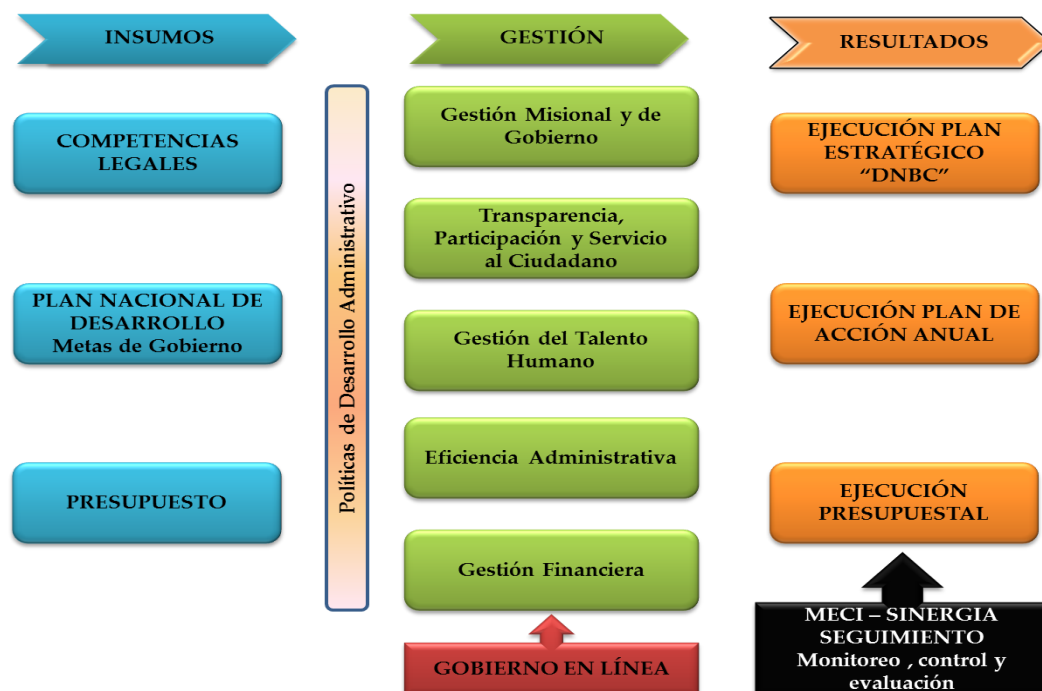 INSUMOS
COMPETENCIAS
LEGALES
PLAN NACIONAL DE
DESARROLLO
Metas de Gobierno
PRESUPUESTO
Políticas de Desarrollo Administrativo
GESTIÓN
Gestión Misional y de
Gobierno
Transparencia,
Participación y Servicio
al Ciudadano
Gestión del Talento
Humano
Eficiencia Administrativa
Gestión Financiera
GOBIERNO EN LÍNEA
RESULTADOS
EJECUCIÓN PLAN
ESTRATÉGICO
“DNBC”
EJECUCIÓN PLAN DE
ACCIÓN ANUAL
EJECUCIÓN
PRESUPUESTAL
MECI – SINERGIA
SEGUIMIENTO
Monitoreo , control y
evaluación